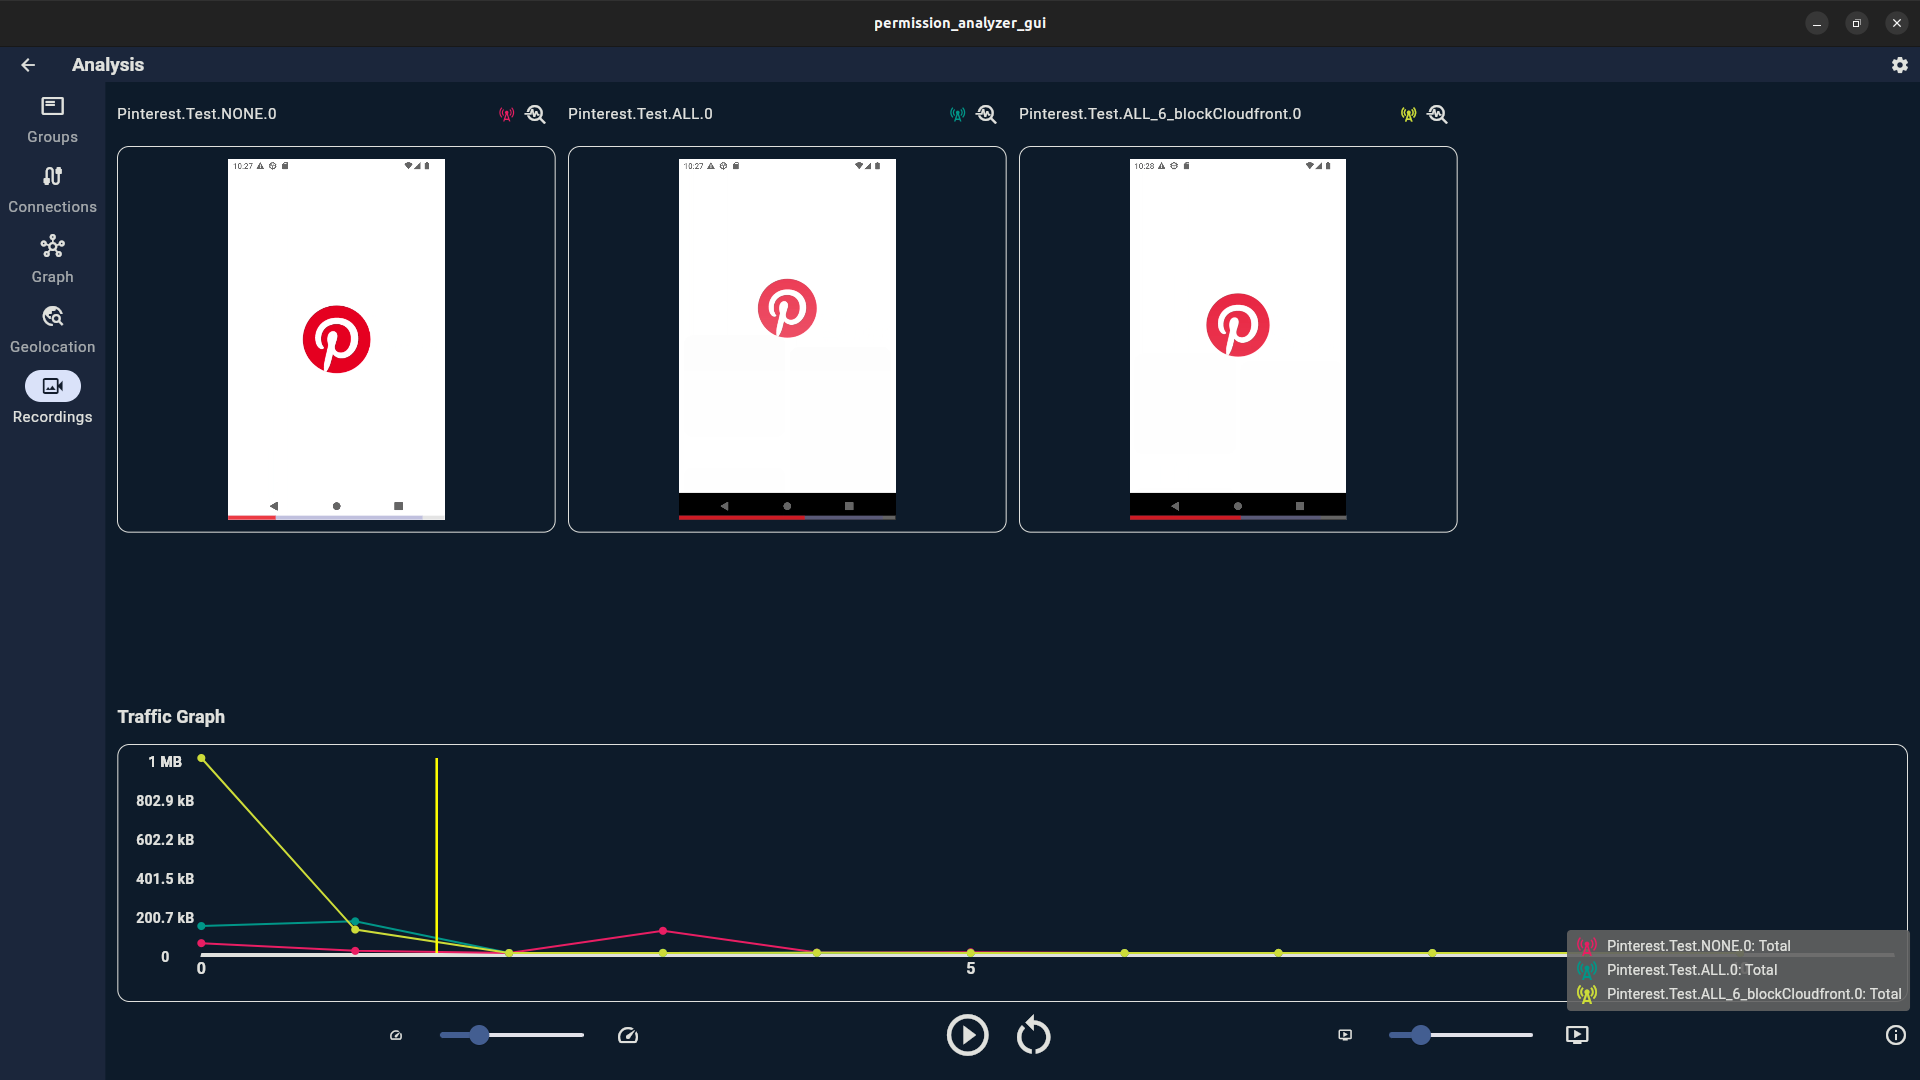 permission_analyzer_gui
Analysis
Groups
Connections
Graph
Geolocation
Recordings
Pinterest.Test.NONE.0
Pinterest.Test.ALL.0
Pinterest.Test.ALL_6_blockCloudfront.0
10:27
10:27
10:28
Traffic Graph
1 MB
802.9 kB
602.2 kB
401.5 kB
200.7 kB
0
0
5
Pinterest.Test.NONE.0: Total
Pinterest.Test.ALL.0: Total
Pinterest.Test.ALL_6_blockCloudfront.0: Total